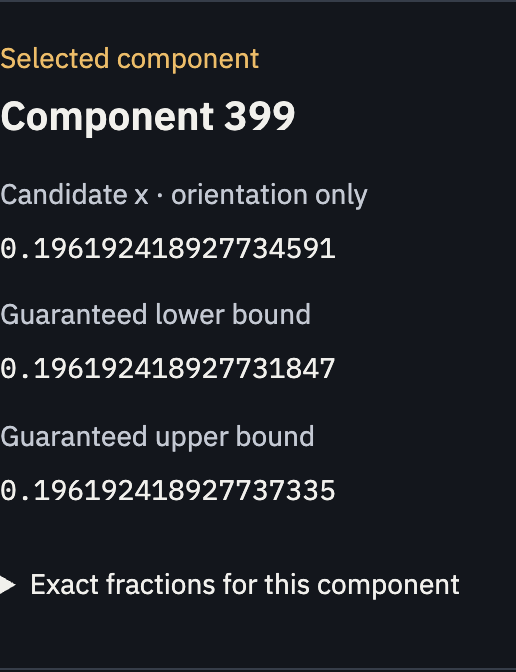 Selected component
Component 399
Candidate x · orientation only
0.196192418927734591
Guaranteed lower bound
0.196192418927731847
Guaranteed upper bound
0.196192418927737335
▶ Exact fractions for this component